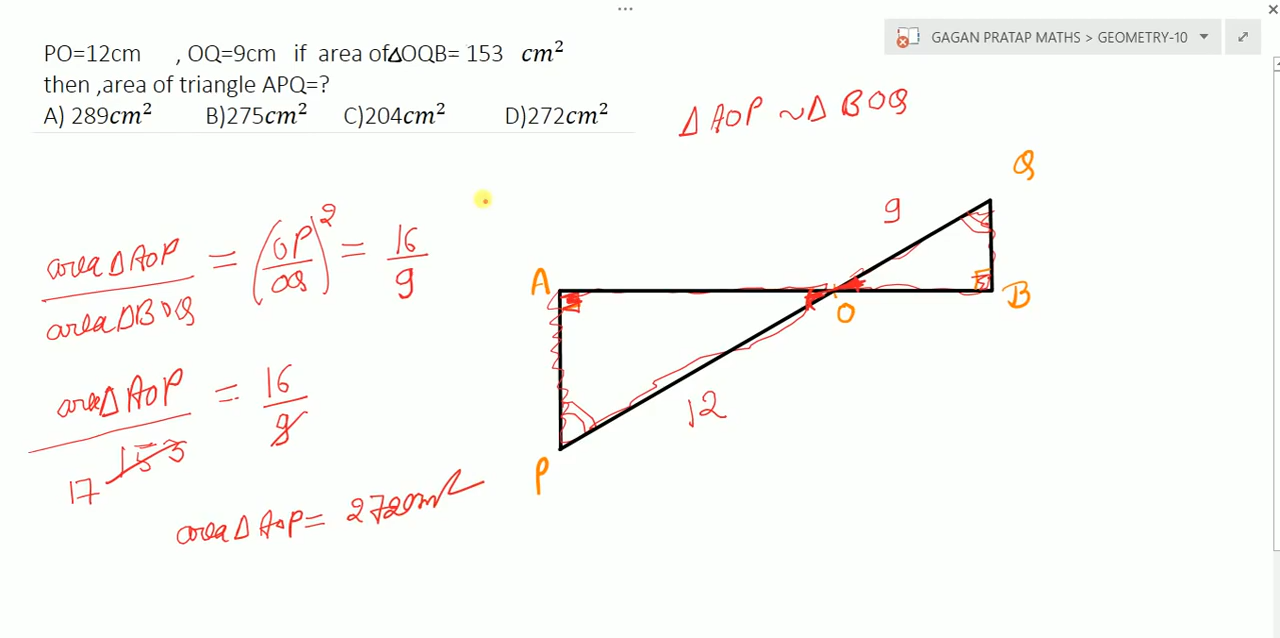 GAGAN PRATAP MATHS > GEOMETRY-10
PO=12cm , OQ=9cm if area of ΔOQB= 153 cm²
then ,area of triangle APQ=?
A) 289cm² B)275cm² C)204cm² D)272cm²
Δ AOP ~ Δ BOQ
area Δ AOP / area Δ BOQ = (OP/OQ)² = 16/9
area Δ AOP / 153 = 16/9
17
area Δ AOP = 272cm²
Q
9
A
B
O
12
P